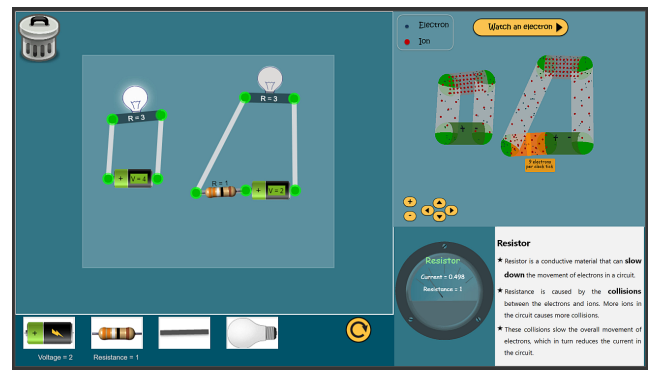 Electron
Ion
Watch an electron
R = 3
R = 3
+
V = 4
R = 1
+
V = 2
+ -
+ -
9 electrons
per clock tick
+
-
Resistor
Current = 0.498
Resistance = 1
Resistor
★ Resistor is a conductive material that can slow
down the movement of electrons in a circuit.
★ Resistance is caused by the collisions
between the electrons and ions. More ions in
the circuit causes more collisions.
★ These collisions slow the overall movement of
electrons, which in turn reduces the current in
the circuit.
Voltage = 2
Resistance = 1